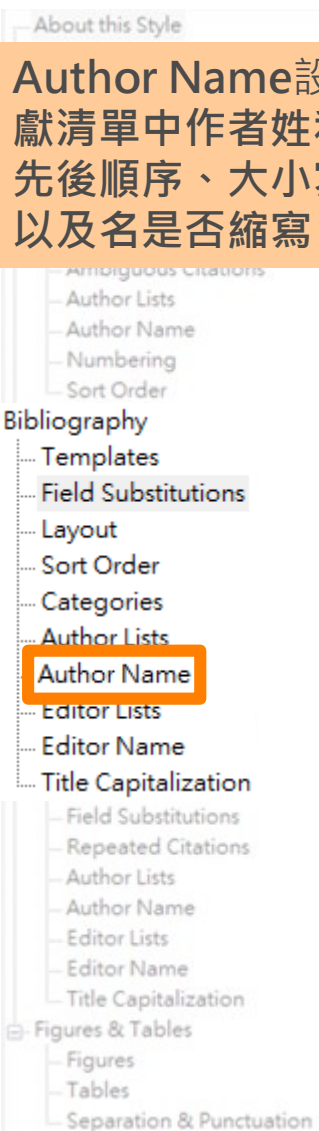 About this Style
Author Name設
獻清單中作者姓
先後順序、大小
以及名是否縮寫
Ambiguous Citations
Author Lists
Author Name
Numbering
Sort Order
Bibliography
Templates
Field Substitutions
Layout
Sort Order
Categories
Author Lists
Author Name
Editor Lists
Editor Name
Title Capitalization
Field Substitutions
Repeated Citations
Author Lists
Author Name
Editor Lists
Editor Name
Title Capitalization
Figures & Tables
Figures
Tables
Separation & Punctuation